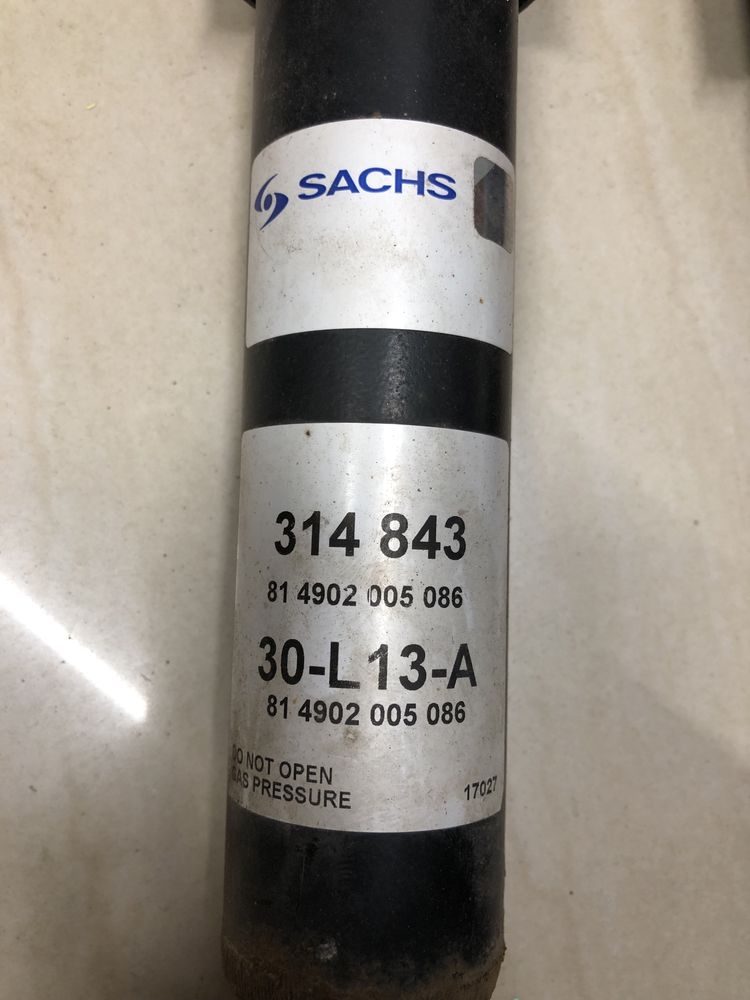 SACHS
314 843
81 4902 005 086
30-L13-A
81 4902 005 086
DO NOT OPEN
GAS PRESSURE
17027